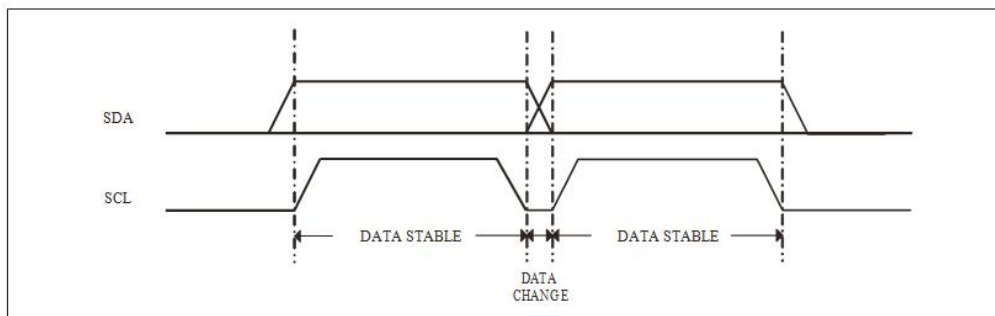 SDA
SCL
DATA STABLE
DATA STABLE
DATA
CHANGE